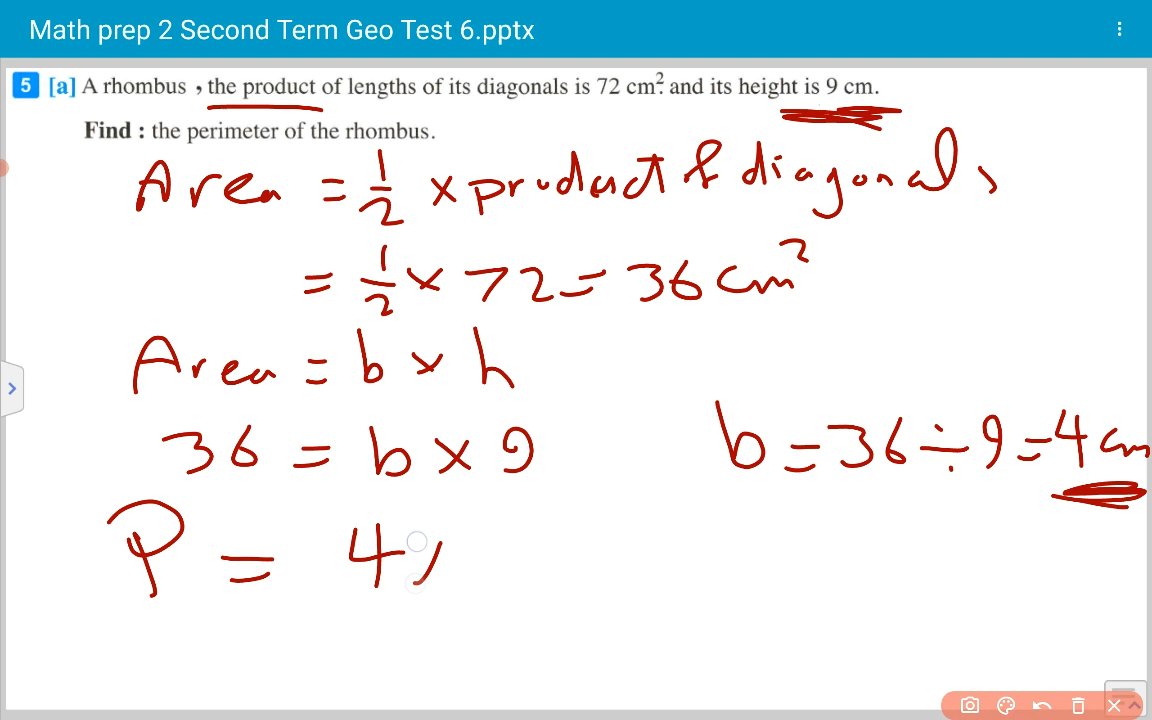 Math prep 2 Second Term Geo Test 6.pptx
5 [a] A rhombus , the product of lengths of its diagonals is 72 cm². and its height is 9 cm.
Find : the perimeter of the rhombus.
Area = 1/2 × product of diagonals
= 1/2 × 72 = 36 cm²
Area = b × h
36 = b × 9 b = 36 ÷ 9 = 4 cm
P = 4